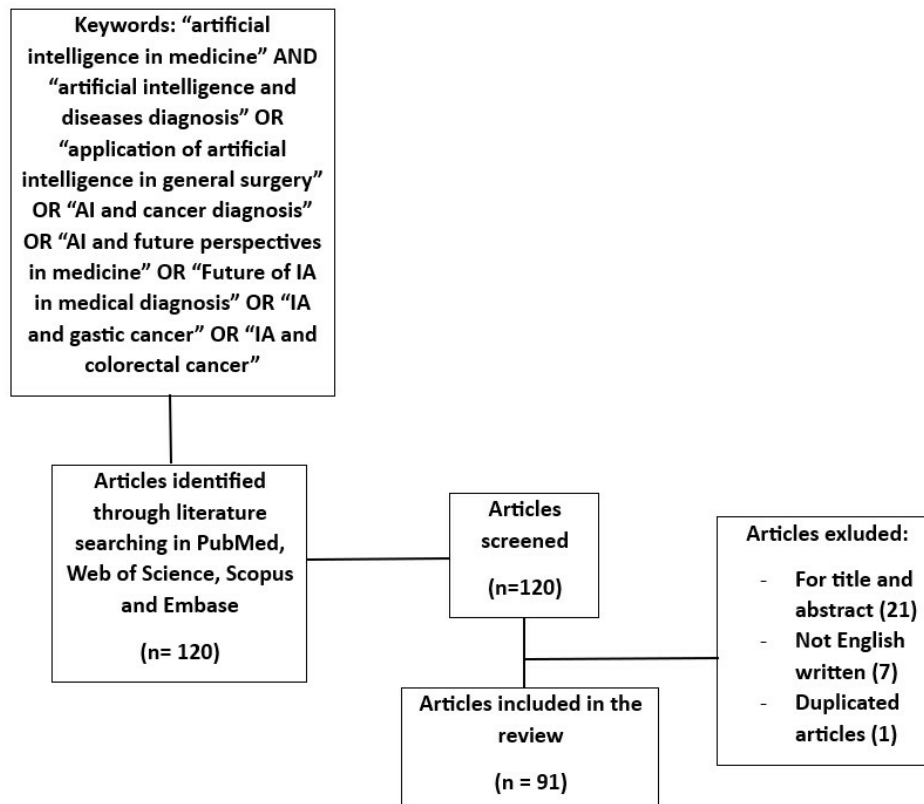 Keywords: “artificial
intelligence in medicine” AND
“artificial intelligence and
diseases diagnosis” OR
“application of artificial
intelligence in general surgery”
OR “AI and cancer diagnosis”
OR “AI and future perspectives
in medicine” OR “Future of IA
in medical diagnosis” OR “IA
and gastic cancer” OR “IA and
colorectal cancer”
Articles identified
through literature
searching in PubMed,
Web of Science, Scopus
and Embase
(n= 120)
Articles
screened
(n=120)
Articles exluded:
- For title and
abstract (21)
- Not English
written (7)
- Duplicated
articles (1)
Articles included in the
review
(n = 91)